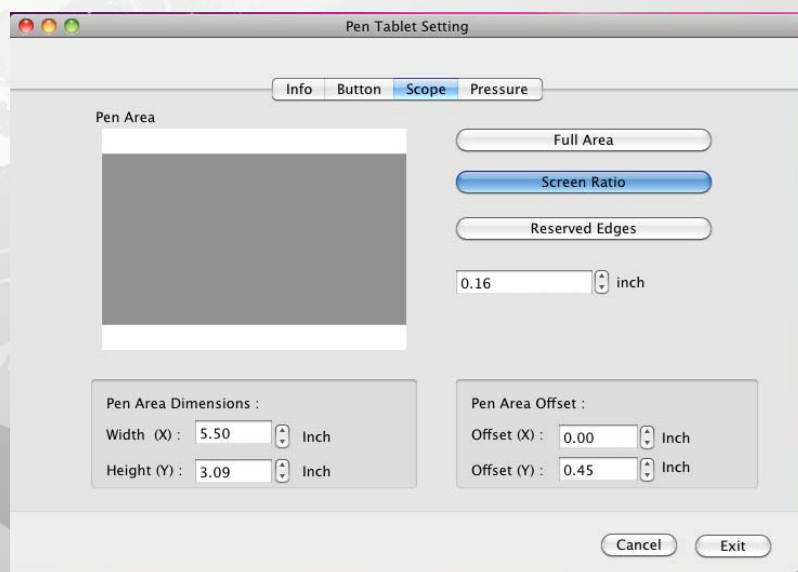 Pen Tablet Setting
Info Button Scope Pressure
Pen Area
Full Area
Screen Ratio
Reserved Edges
0.16 inch
Pen Area Dimensions :
Width (X) : 5.50 Inch
Height (Y) : 3.09 Inch
Pen Area Offset :
Offset (X) : 0.00 Inch
Offset (Y) : 0.45 Inch
Cancel Exit